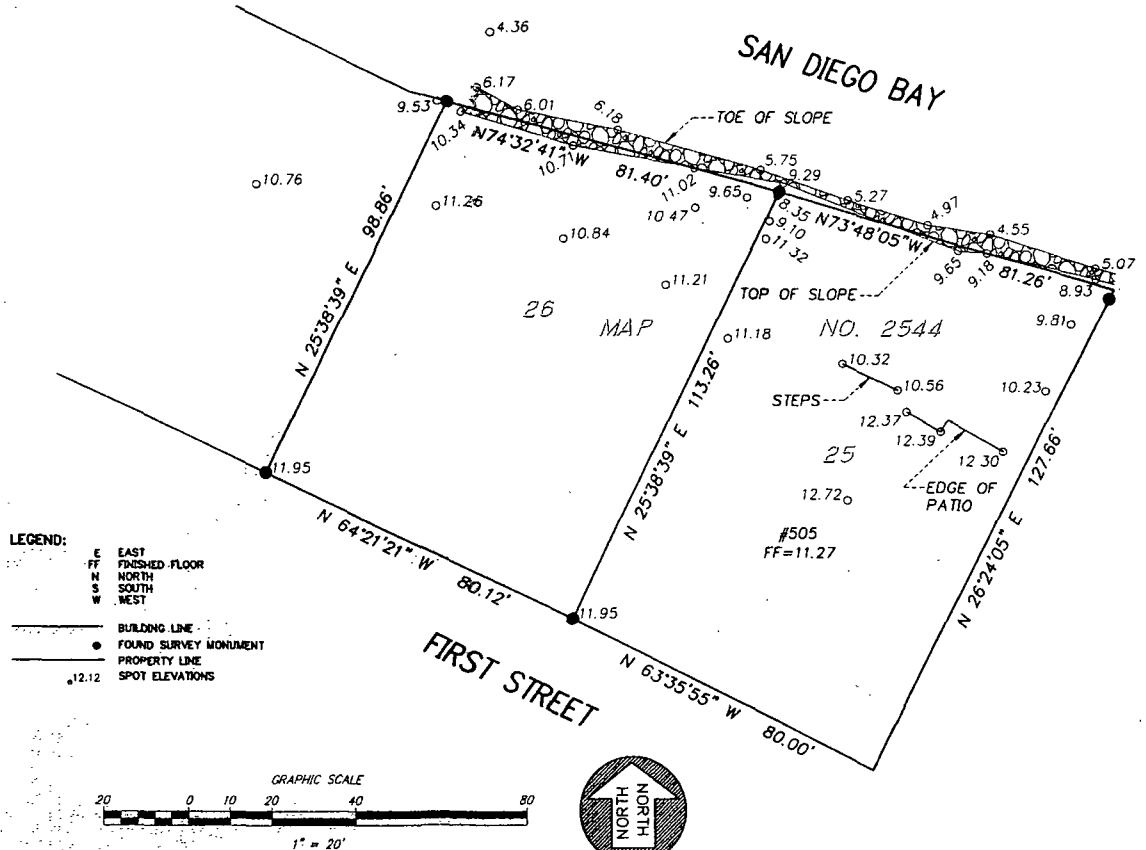 SAN DIEGO BAY
4.36
6.17
9.53
6.01
6.18
TOE OF SLOPE
10.34
N74°32'41" W
81.40'
10.71
5.75
9.29
11.02
9.65
5.27
10.76
11.26
10.47
8.35
N73°48'05" W
4.97
4.55
9.10
11.32
10.84
9.65
9.18
81.26'
5.07
8.93
N 25°38'39" E 98.86'
11.21
TOP OF SLOPE
26
MAP
NO. 2544
9.81
11.18
10.32
10.56
STEPS
10.23
12.37
12.39
12.30
25
EDGE OF
PATIO
12.72
#505
FF=11.27
N 25°38'39" E 113.26'
N 26°24'05" E 127.66'
11.95
N 64°21'21" W 80.12'
11.95
N 63°35'55" W 80.00'
FIRST STREET
LEGEND:
E EAST
FF FINISHED FLOOR
N NORTH
S SOUTH
W WEST
BUILDING LINE
FOUND SURVEY MONUMENT
PROPERTY LINE
12.12 SPOT ELEVATIONS
GRAPHIC SCALE
20 0 10 20 40 80
1" = 20'
NORTH
NORTH